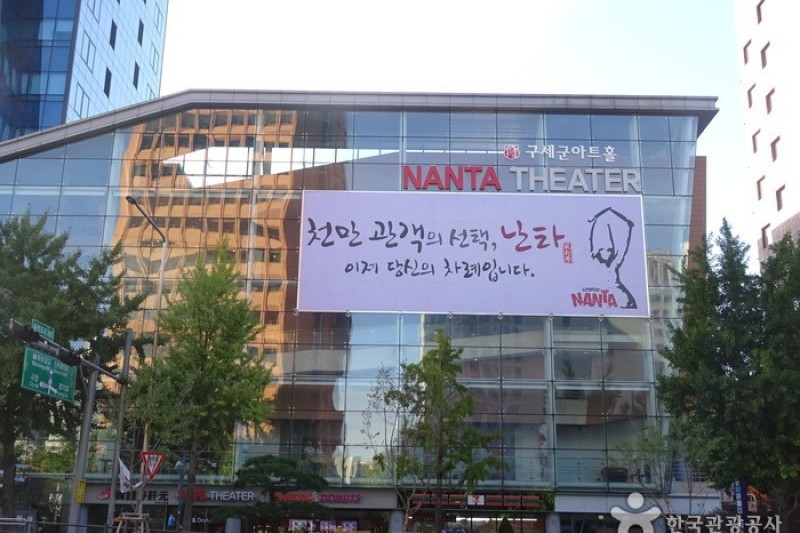 구세군아트홀
NANTA THEATER
천만 관객의 선택, 난타
이제 당신의 차례입니다.
NANTA
THEATER
DONUTS
한국관광공사